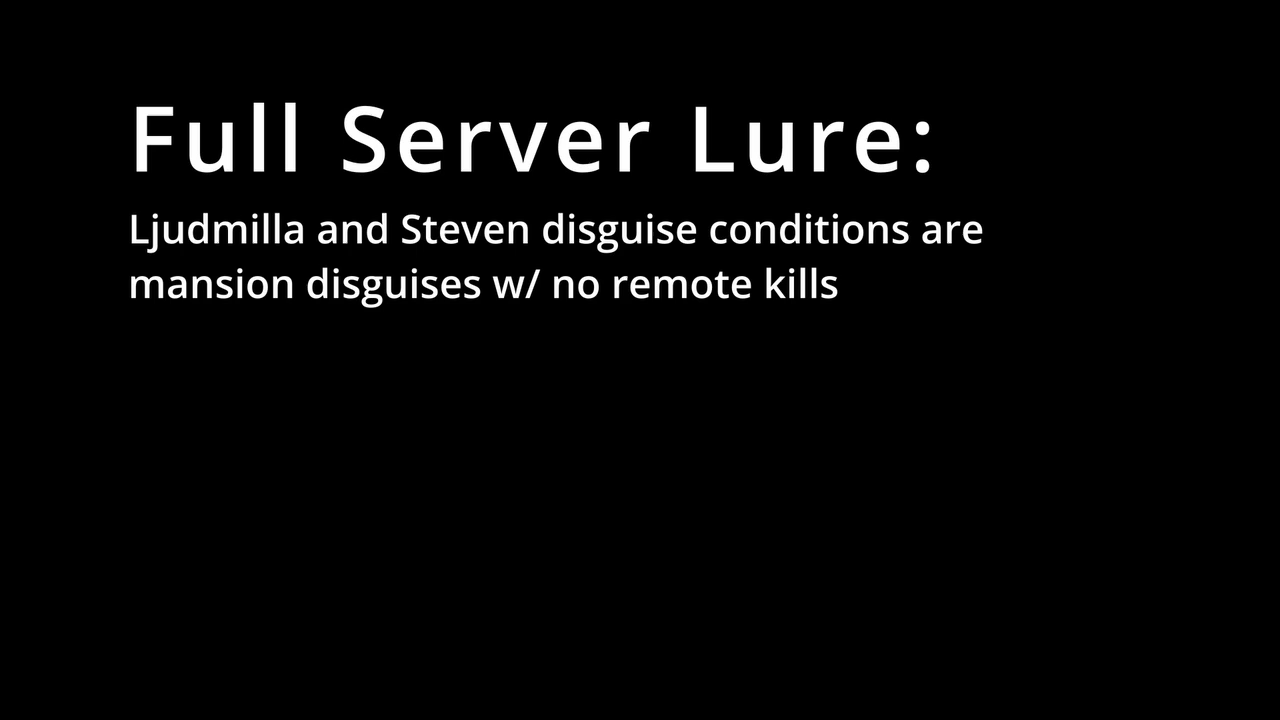 Full Server Lure:
Ljudmilla and Steven disguise conditions are
mansion disguises w/ no remote kills